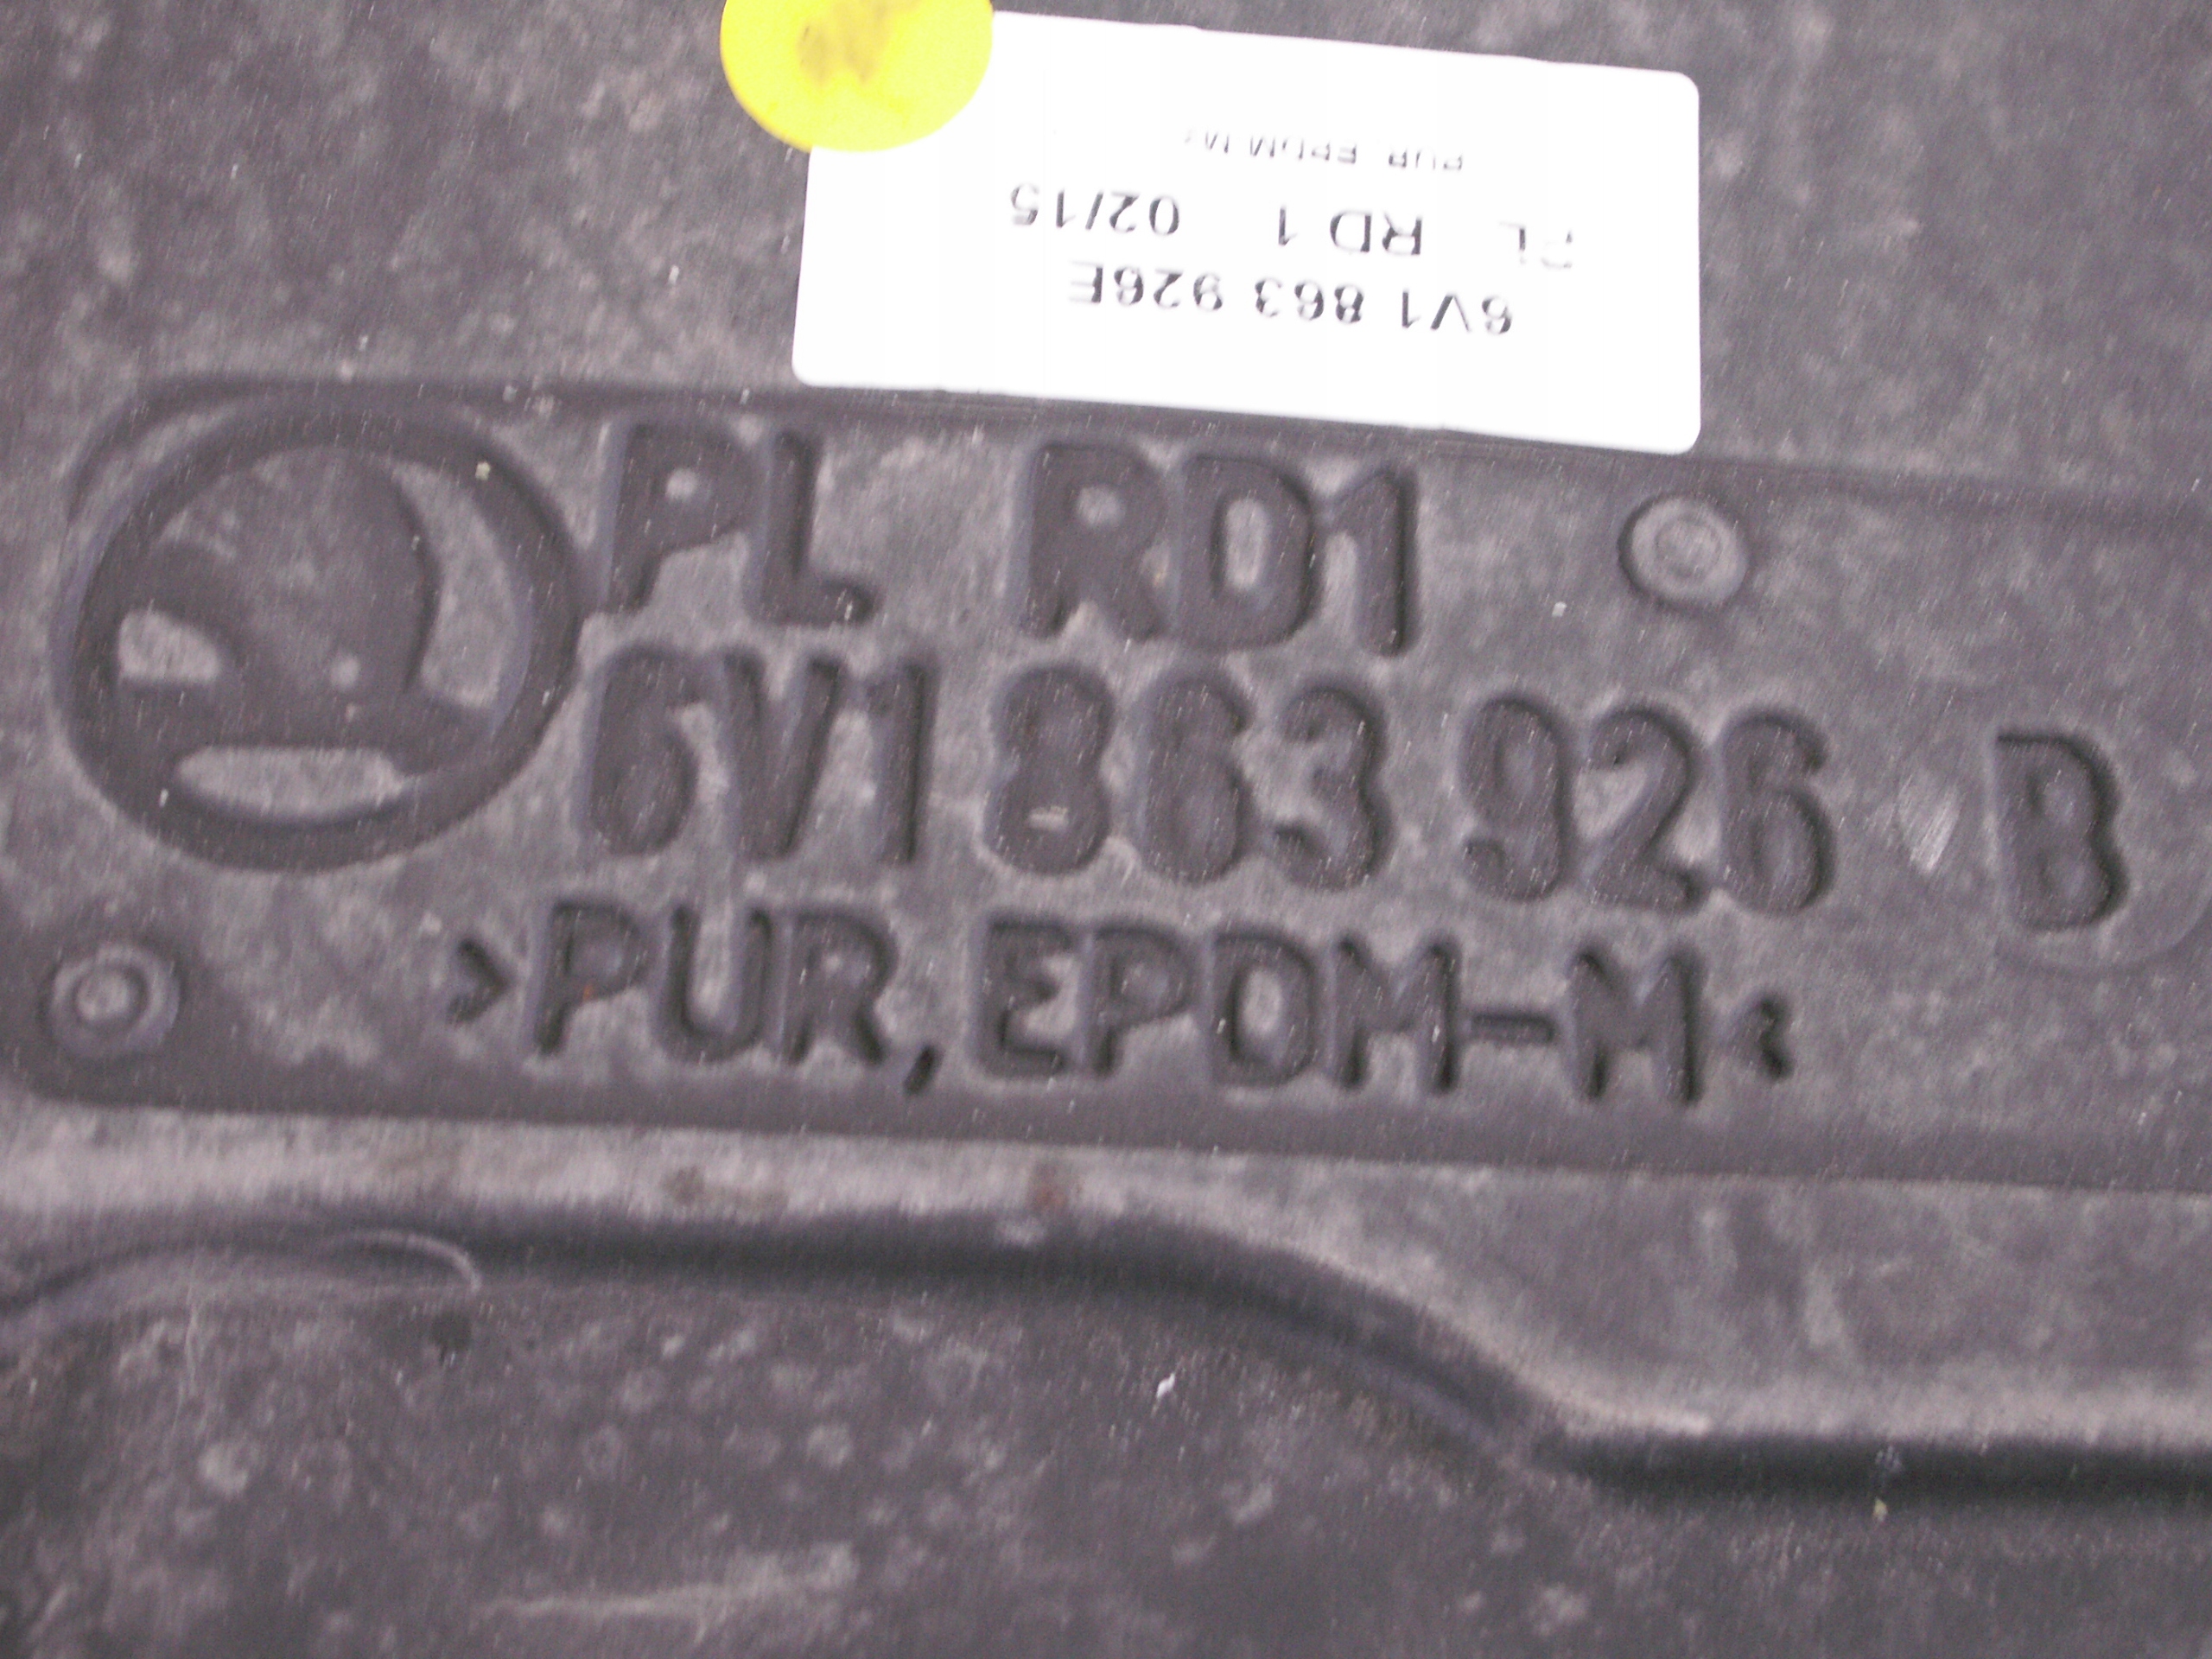 6V1 863 926E
PL RD 1 02/15
PUR, EPDM M
PL RD1
6V1 863 926 B
>PUR,EPDM-M<